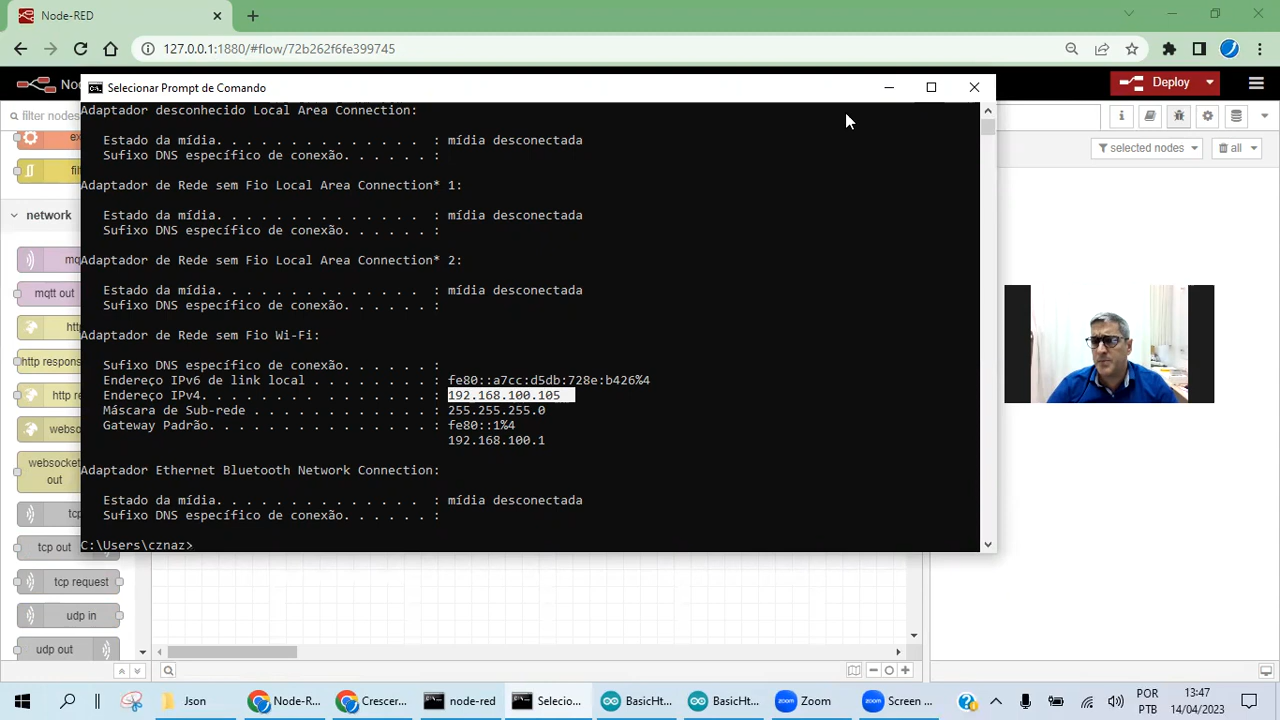 Node-RED
127.0.0.1:1880/#flow/72b262f6fe399745
Selecionar Prompt de Comando
Deploy
filter nodes
selected nodes
all
network
mqtt out
http respons
http re
websoc
websocket
out
tcp out
tcp request
udp in
udp out
Adaptador desconhecido Local Area Connection:
Estado da mídia. . . . . . . . . . . . . . : mídia desconectada
Sufixo DNS específico de conexão. . . . . . :
Adaptador de Rede sem Fio Local Area Connection* 1:
Estado da mídia. . . . . . . . . . . . . . : mídia desconectada
Sufixo DNS específico de conexão. . . . . . :
Adaptador de Rede sem Fio Local Area Connection* 2:
Estado da mídia. . . . . . . . . . . . . . : mídia desconectada
Sufixo DNS específico de conexão. . . . . . :
Adaptador de Rede sem Fio Wi-Fi:
Sufixo DNS específico de conexão. . . . . . :
Endereço IPv6 de link local . . . . . . . . : fe80::a7cc:d5db:728e:b426%4
Endereço IPv4. . . . . . . . . . . . . . . : 192.168.100.105
Máscara de Sub-rede . . . . . . . . . . . . : 255.255.255.0
Gateway Padrão. . . . . . . . . . . . . . . : fe80::1%4
192.168.100.1
Adaptador Ethernet Bluetooth Network Connection:
Estado da mídia. . . . . . . . . . . . . . : mídia desconectada
Sufixo DNS específico de conexão. . . . . . :
C:\Users\cznaz>
Json
Node-R...
Crescer...
node-red
Selecio...
BasicHt...
BasicHt...
Zoom
Screen ...
POR
PTB
13:47
14/04/2023